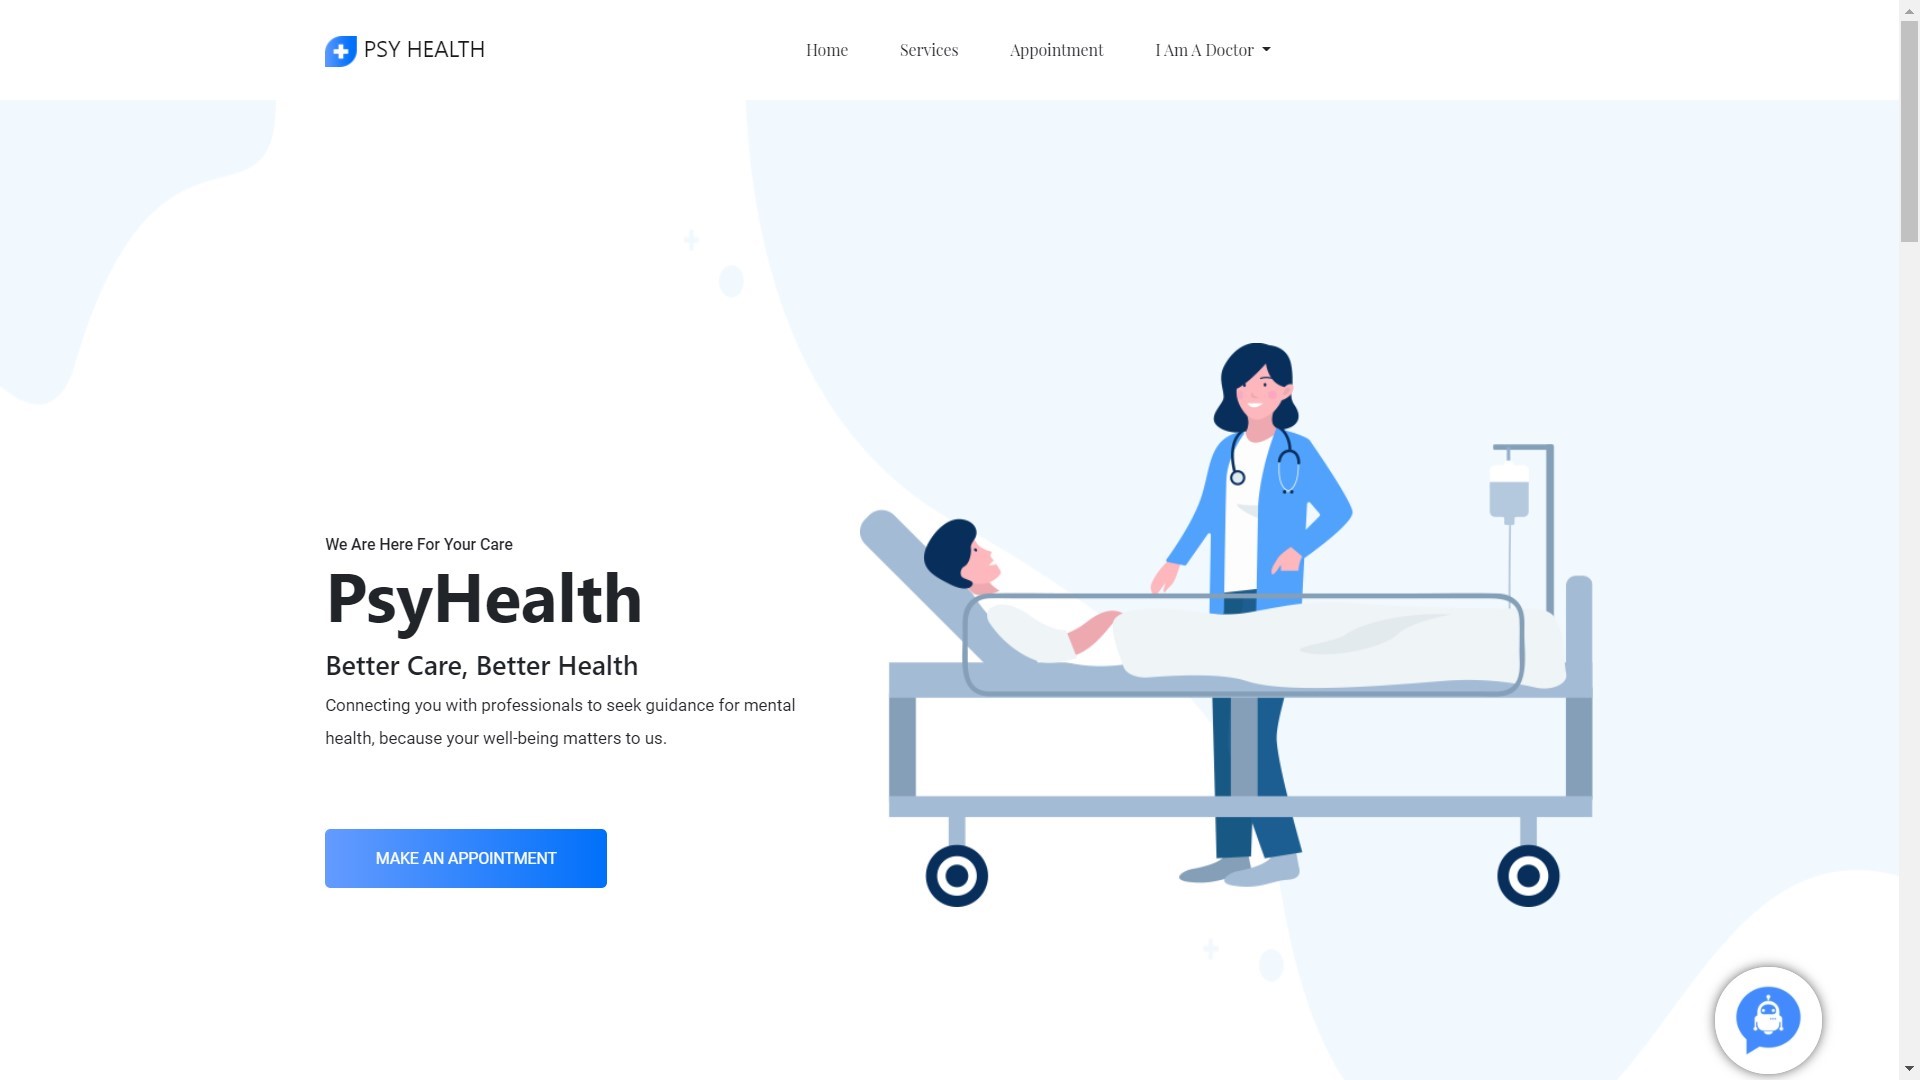 PSY HEALTH
Home
Services
Appointment
I Am A Doctor
We Are Here For Your Care
PsyHealth
Better Care, Better Health
Connecting you with professionals to seek guidance for mental
health, because your well-being matters to us.
MAKE AN APPOINTMENT